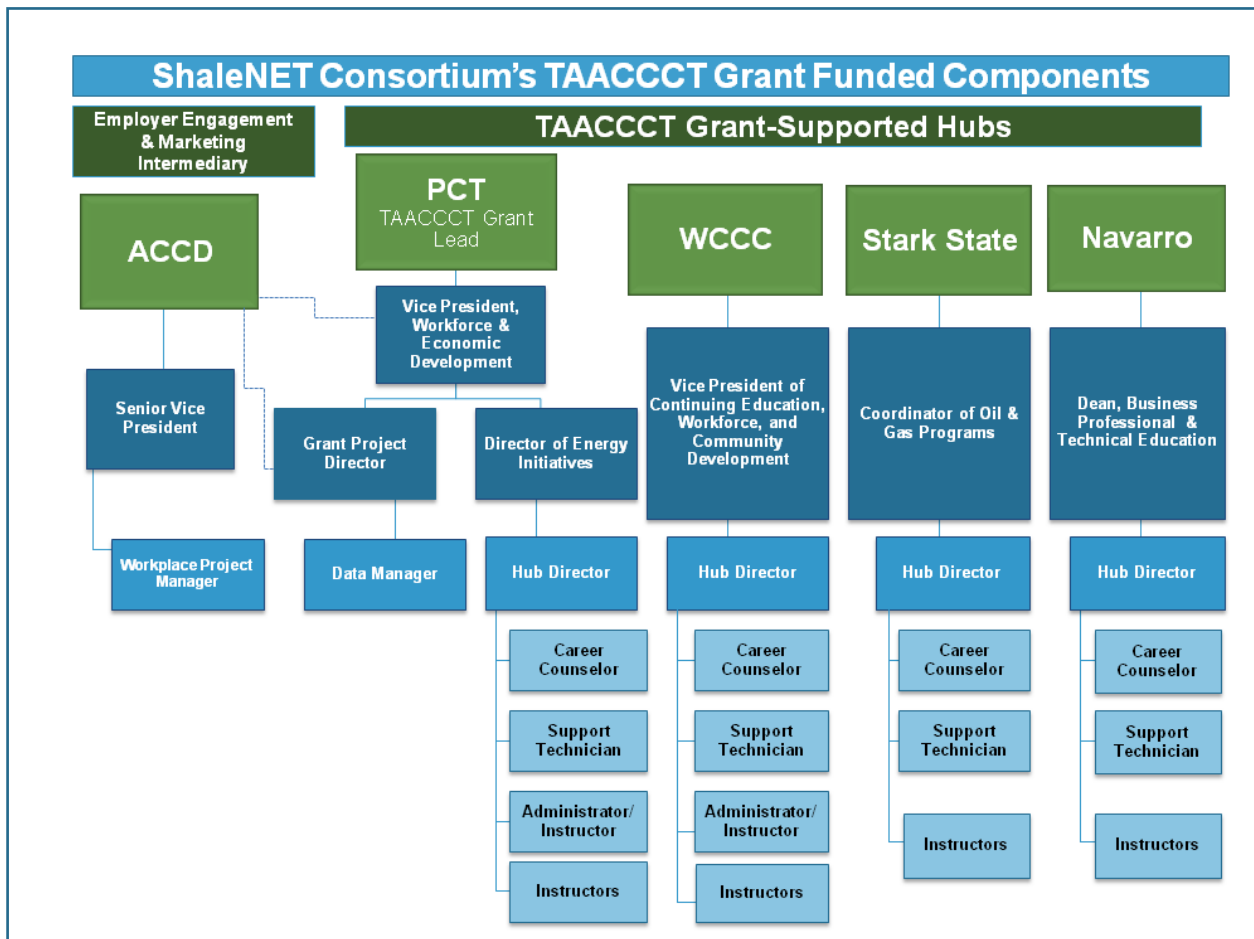 ShaleNET Consortium's TAACCCT Grant Funded Components
Employer Engagement
& Marketing
Intermediary
TAACCCT Grant-Supported Hubs
ACCD
PCT
TAACCCT Grant
Lead
WCCC
Stark State
Navarro
Vice President,
Workforce &
Economic
Development
Senior Vice
President
Grant Project
Director
Director of Energy
Initiatives
Vice President of
Continuing Education,
Workforce, and
Community
Development
Coordinator of Oil &
Gas Programs
Dean, Business
Professional &
Technical Education
Workplace Project
Manager
Data Manager
Hub Director
Hub Director
Hub Director
Hub Director
Career
Counselor
Support
Technician
Administrator/
Instructor
Instructors
Career
Counselor
Support
Technician
Administrator/
Instructor
Instructors
Career
Counselor
Support
Technician
Instructors
Career
Counselor
Support
Technician
Instructors